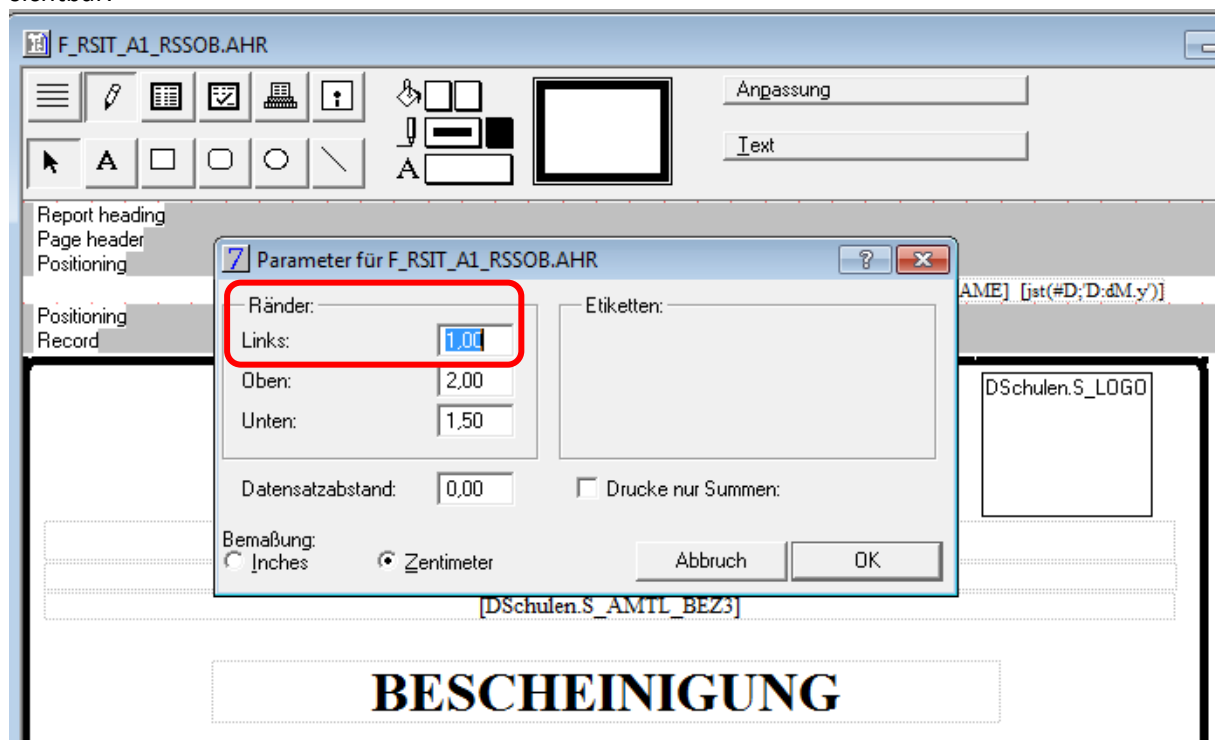 F_RSIT_A1_RSSOB.AHR
Anpassung
Text
A
A
Report heading
Page header
Positioning
AME] [jst(#D;'D:dM.y')]
Positioning
Record
7 Parameter für F_RSIT_A1_RSSOB.AHR
Ränder:
Etiketten:
Links: 1,00
Oben: 2,00
Unten: 1,50
Datensatzabstand: 0,00
Drucke nur Summen:
Bemaßung:
Inches
Zentimeter
Abbruch
OK
DSchulen.S_LOGO
[DSchulen.S_AMTL_BEZ3]
BESCHEINIGUNG